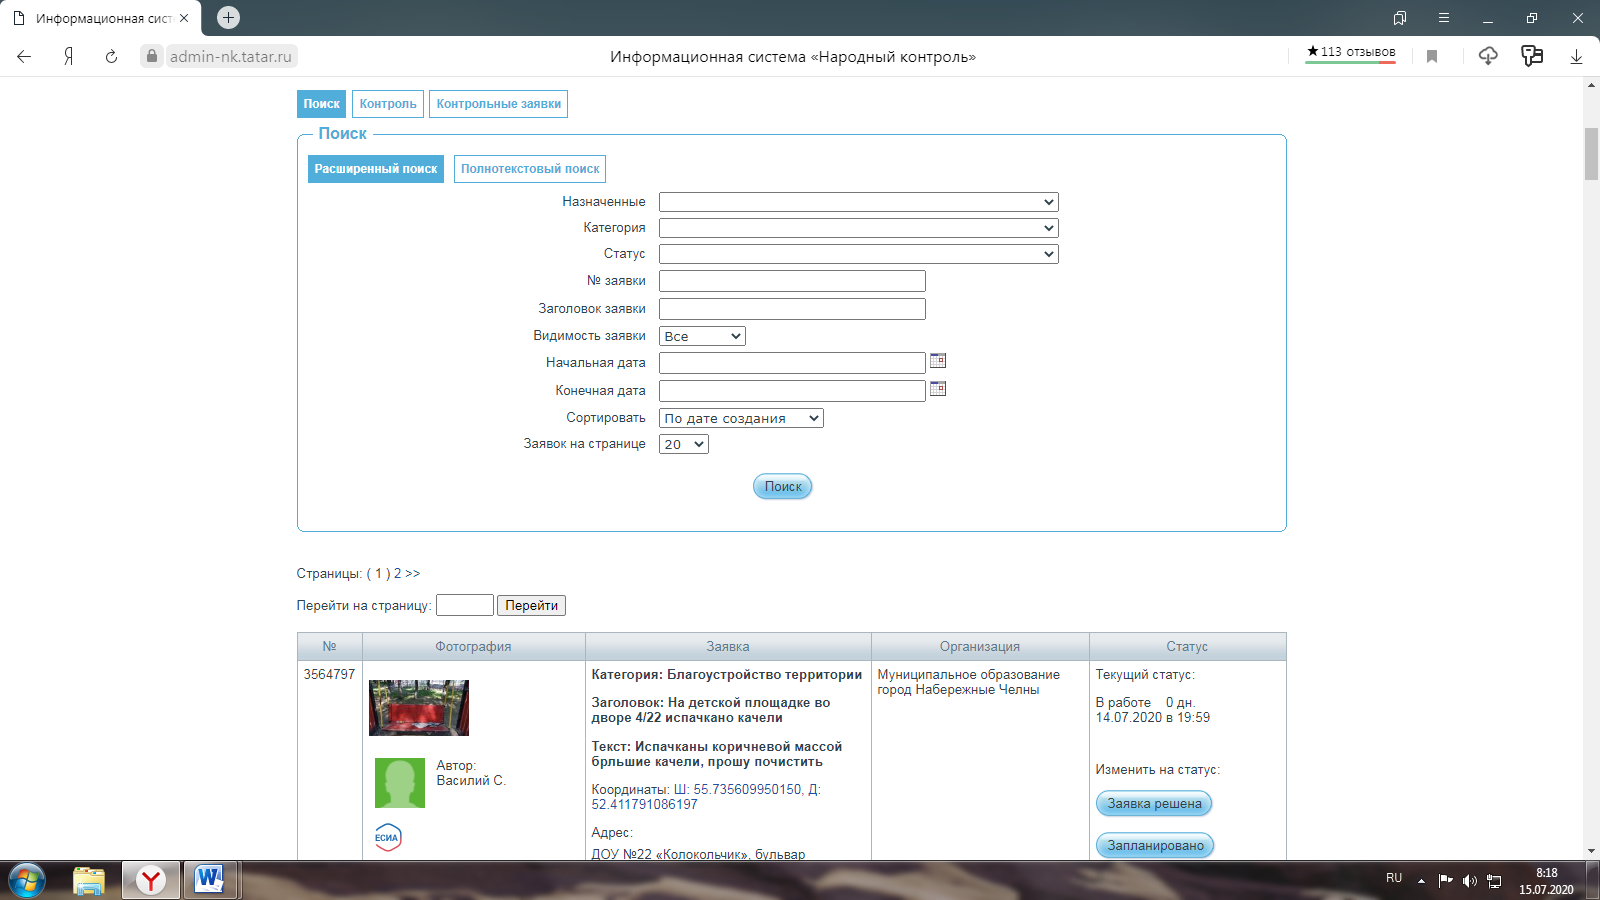 Информационная сист
admin-nk.tatar.ru
Информационная система «Народный контроль»
★113 отзывов
Поиск
Контроль
Контрольные заявки
Поиск
Расширенный поиск
Полнотекстовый поиск
Назначенные
Категория
Статус
№ заявки
Заголовок заявки
Видимость заявки
Все
Начальная дата
Конечная дата
Сортировать
По дате создания
Заявок на странице
20
Поиск
Страницы: ( 1 ) 2 >>
Перейти на страницу:
Перейти
№
Фотография
Заявка
Организация
Статус
3564797
Автор:
Василий С.
ЕСИА
Категория: Благоустройство территории
Заголовок: На детской площадке во
дворе 4/22 испачкано качели
Текст: Испачканы коричневой массой
брльшие качели, прошу почистить
Координаты: Ш: 55.735609950150, Д:
52.411791086197
Адрес:
ДОУ №22 «Колокольчик», бульвар
Муниципальное образование
город Набережные Челны
Текущий статус:
В работе 0 дн.
14.07.2020 в 19:59
Изменить на статус:
Заявка решена
Запланировано
RU
8:18
15.07.2020